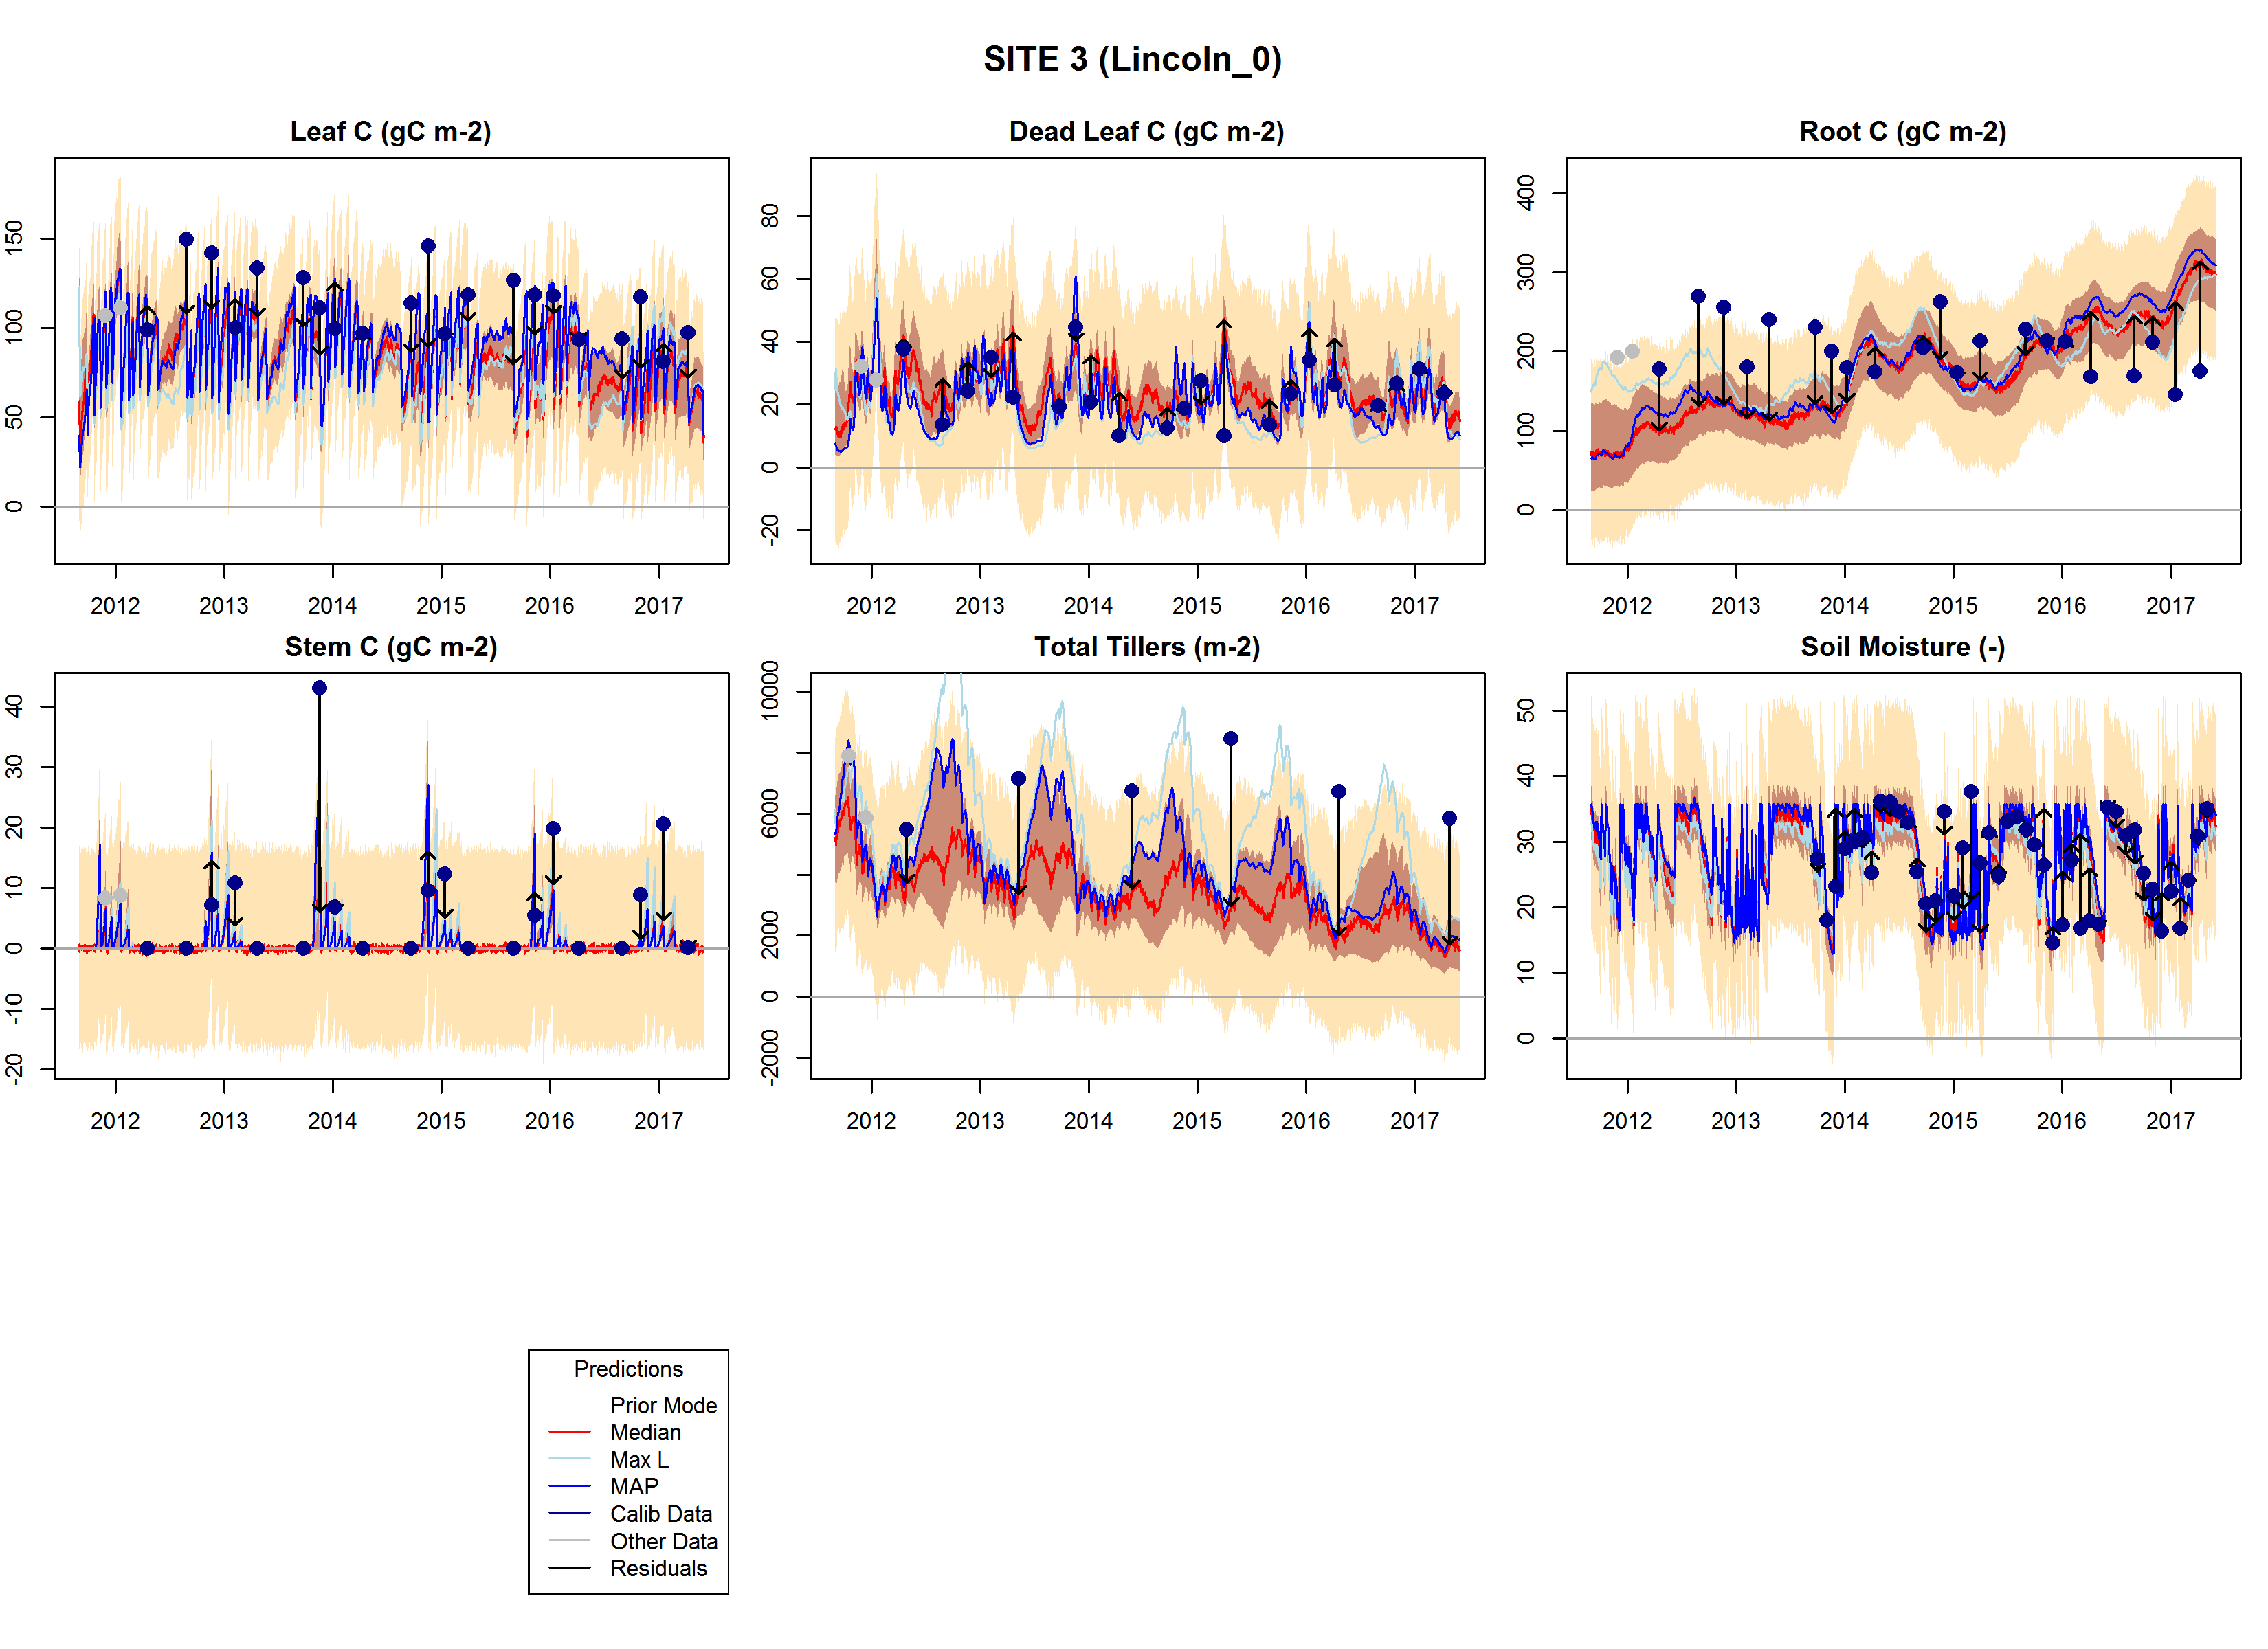 SITE 3 (Lincoln_0)
Leaf C (gC m-2)
0 50 100 150
2012 2013 2014 2015 2016 2017
Dead Leaf C (gC m-2)
-20 0 20 40 60 80
2012 2013 2014 2015 2016 2017
Root C (gC m-2)
0 100 200 300 400
2012 2013 2014 2015 2016 2017
Stem C (gC m-2)
-20 -10 0 10 20 30 40
2012 2013 2014 2015 2016 2017
Total Tillers (m-2)
-2000 0 2000 6000 10000
2012 2013 2014 2015 2016 2017
Soil Moisture (-)
0 10 20 30 40 50
2012 2013 2014 2015 2016 2017
Predictions
Prior Mode
Median
Max L
MAP
Calib Data
Other Data
Residuals